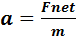 a = Fnet/m